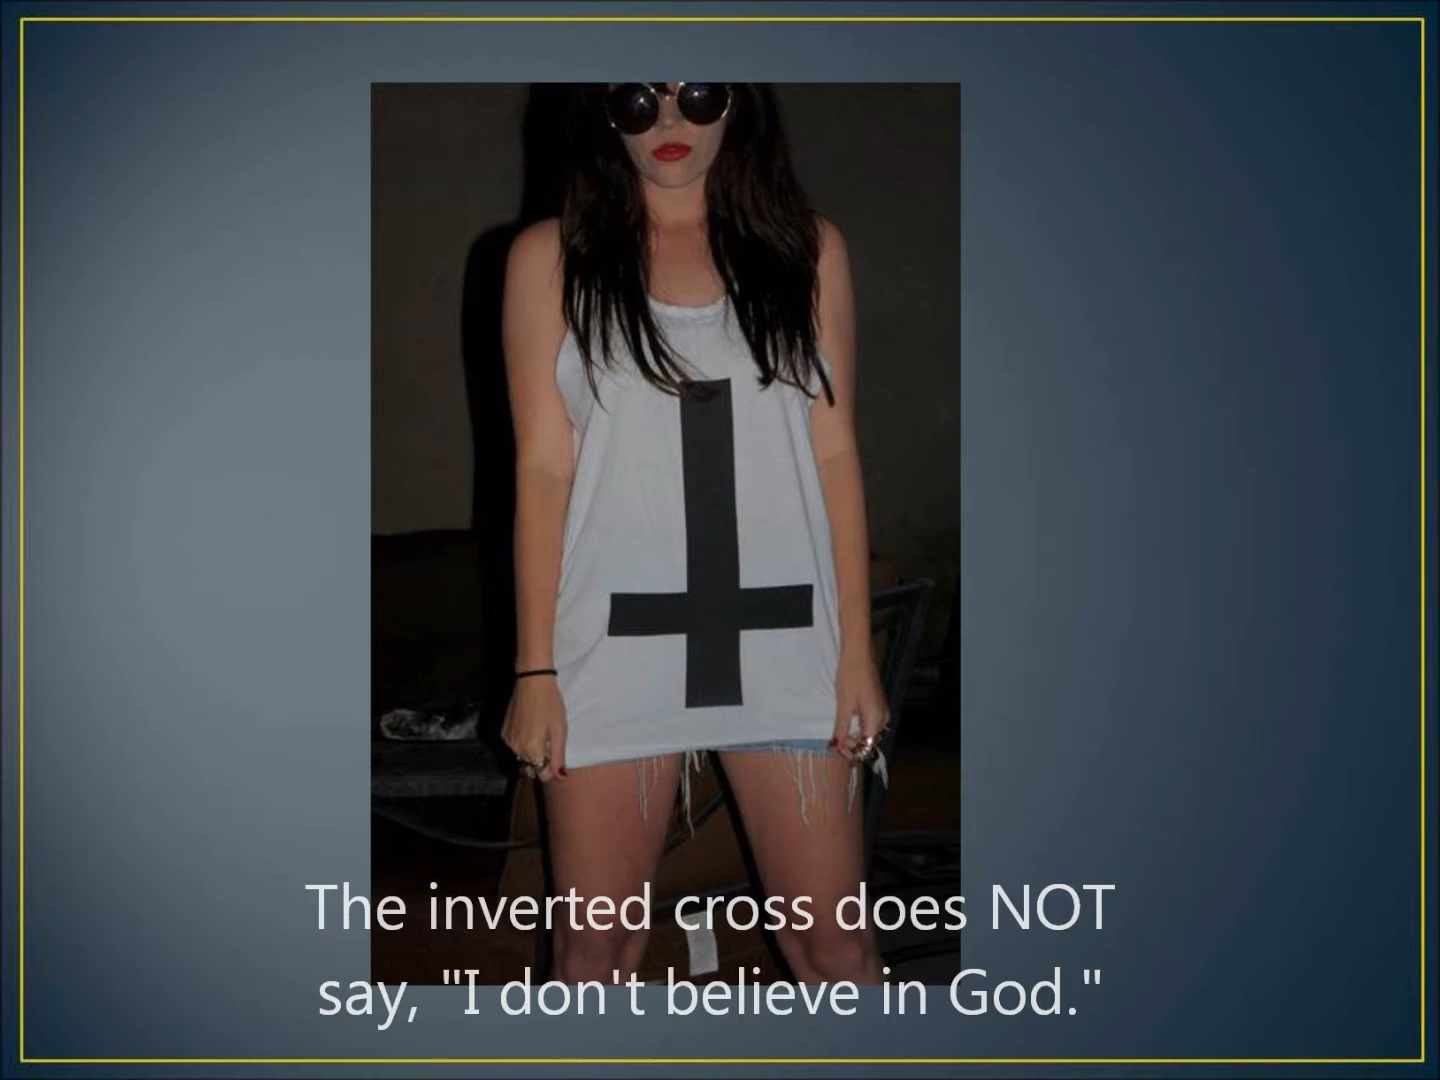 The inverted cross does NOT
say, "I don't believe in God."